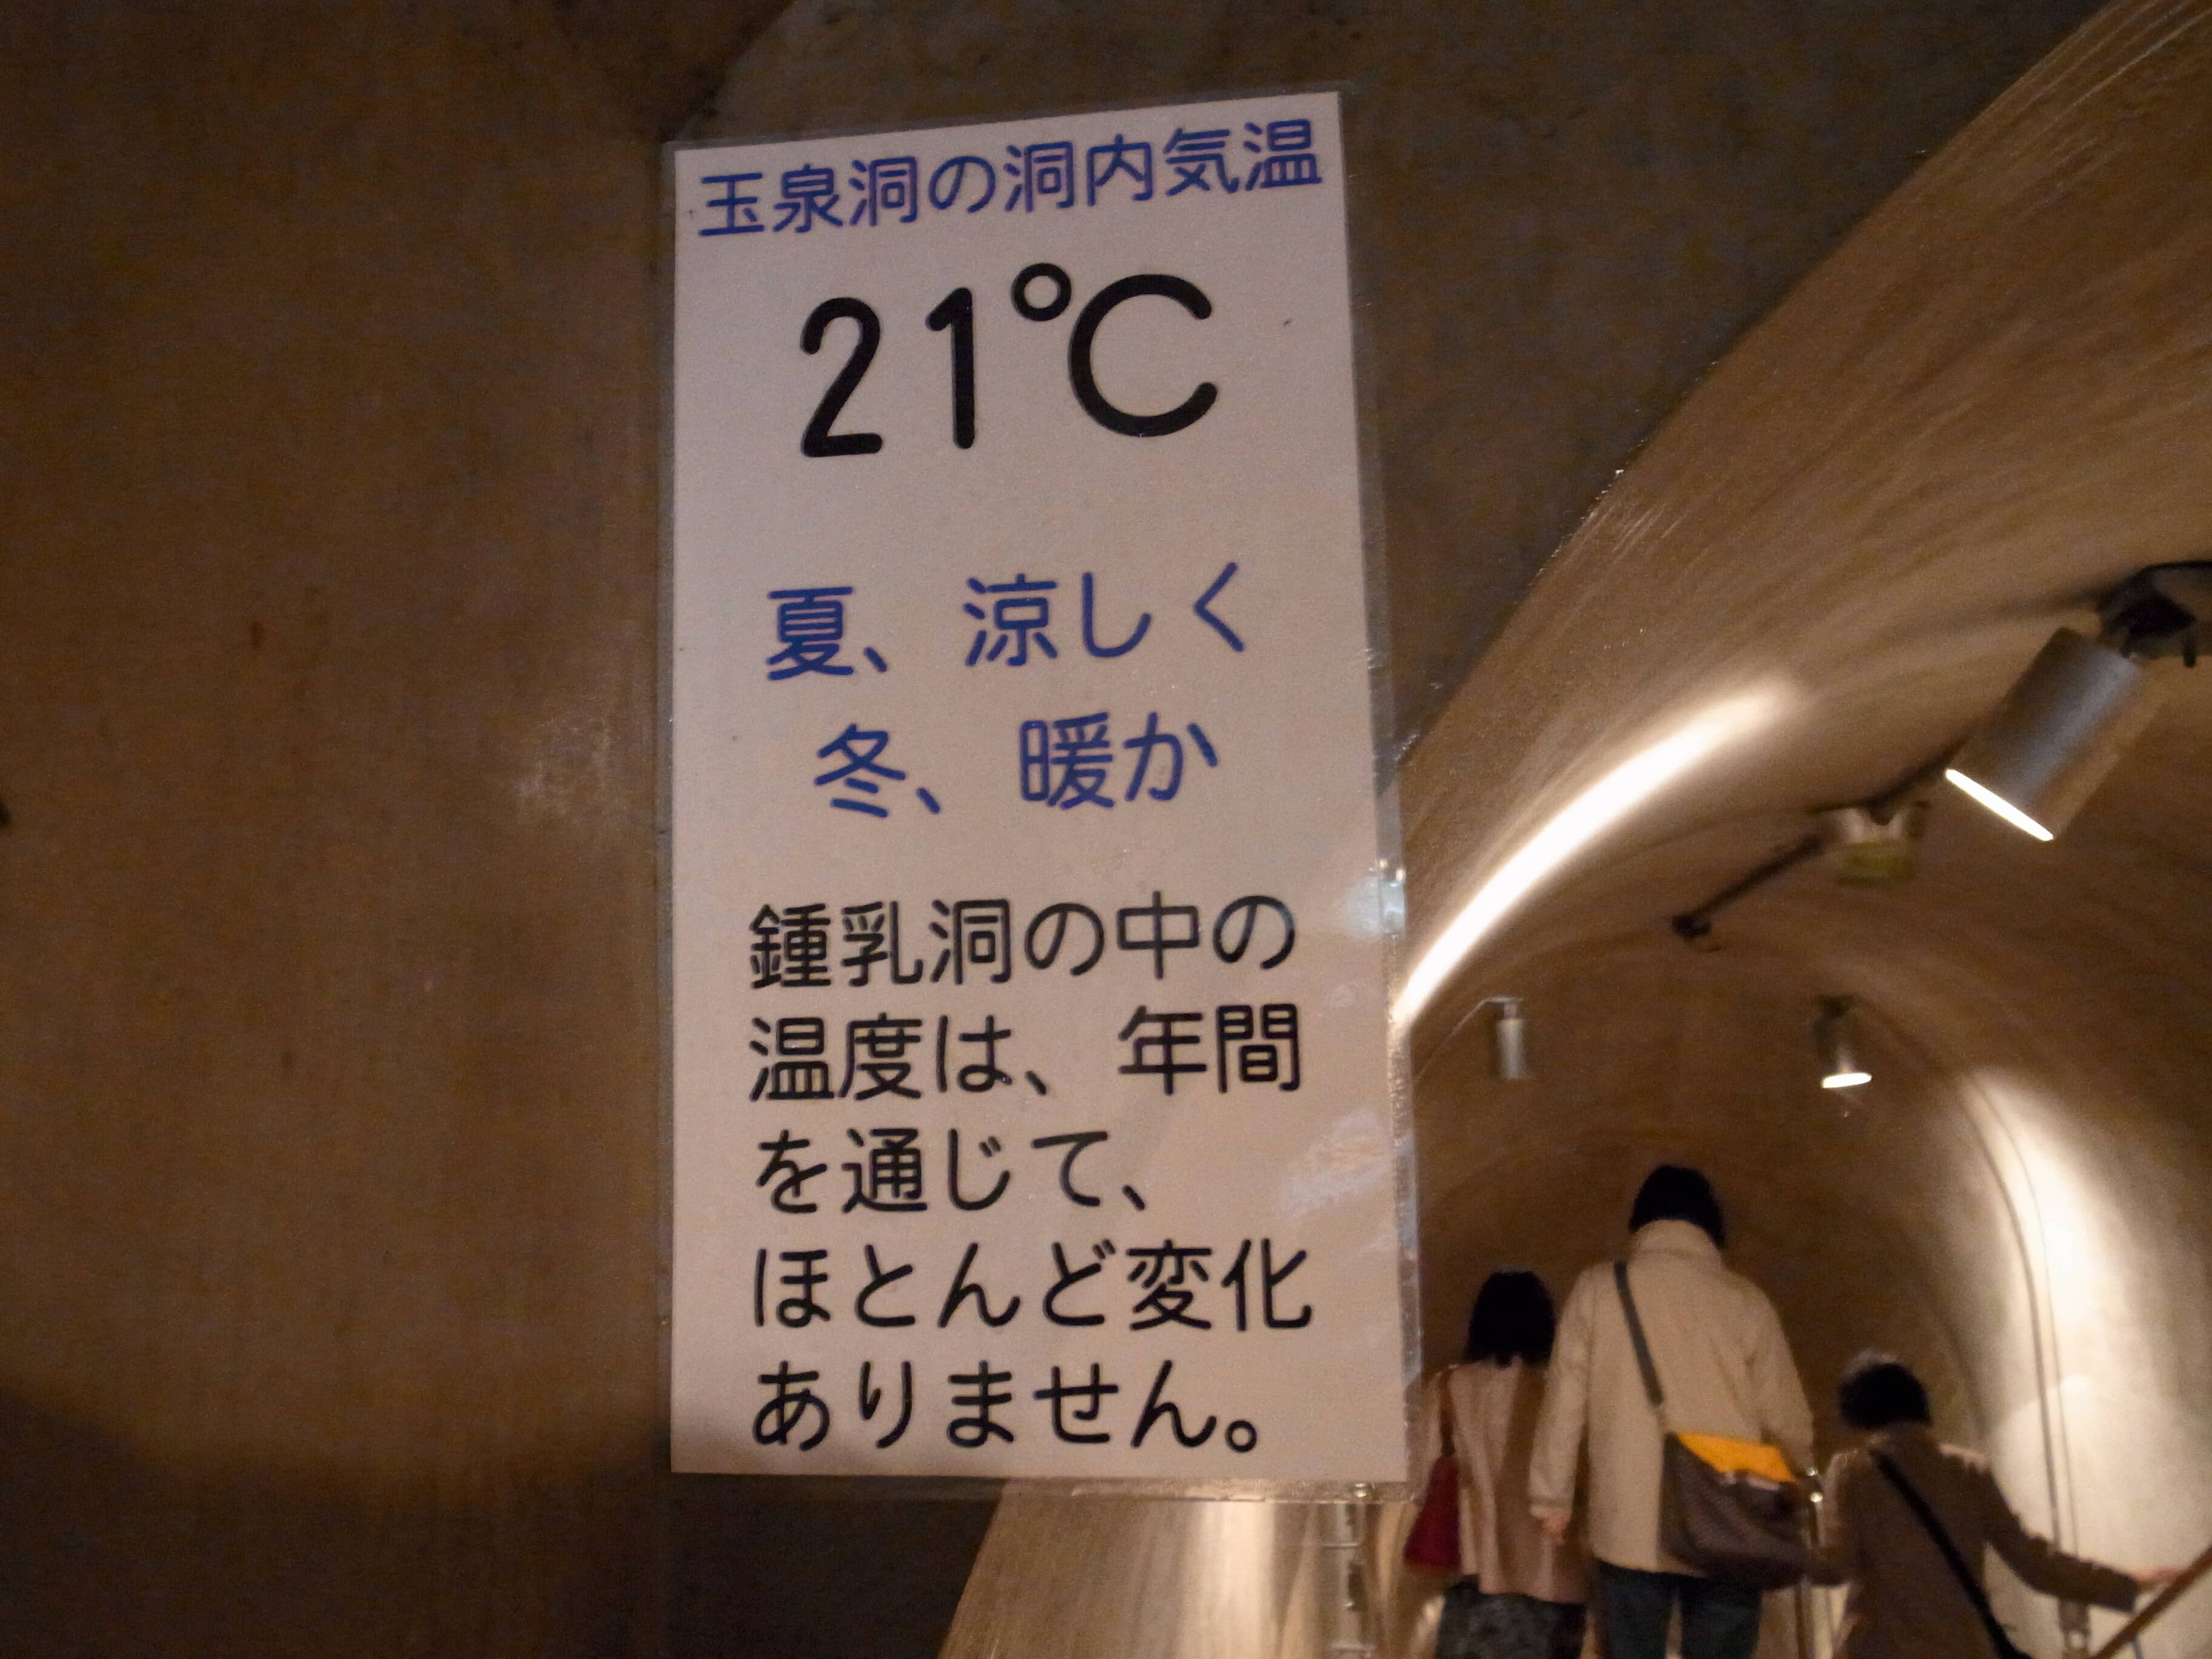 玉泉洞の洞内気温
21℃
夏、涼しく
冬、暖か
鍾乳洞の中の
温度は、年間
を通じて、
ほとんど変化
ありません。